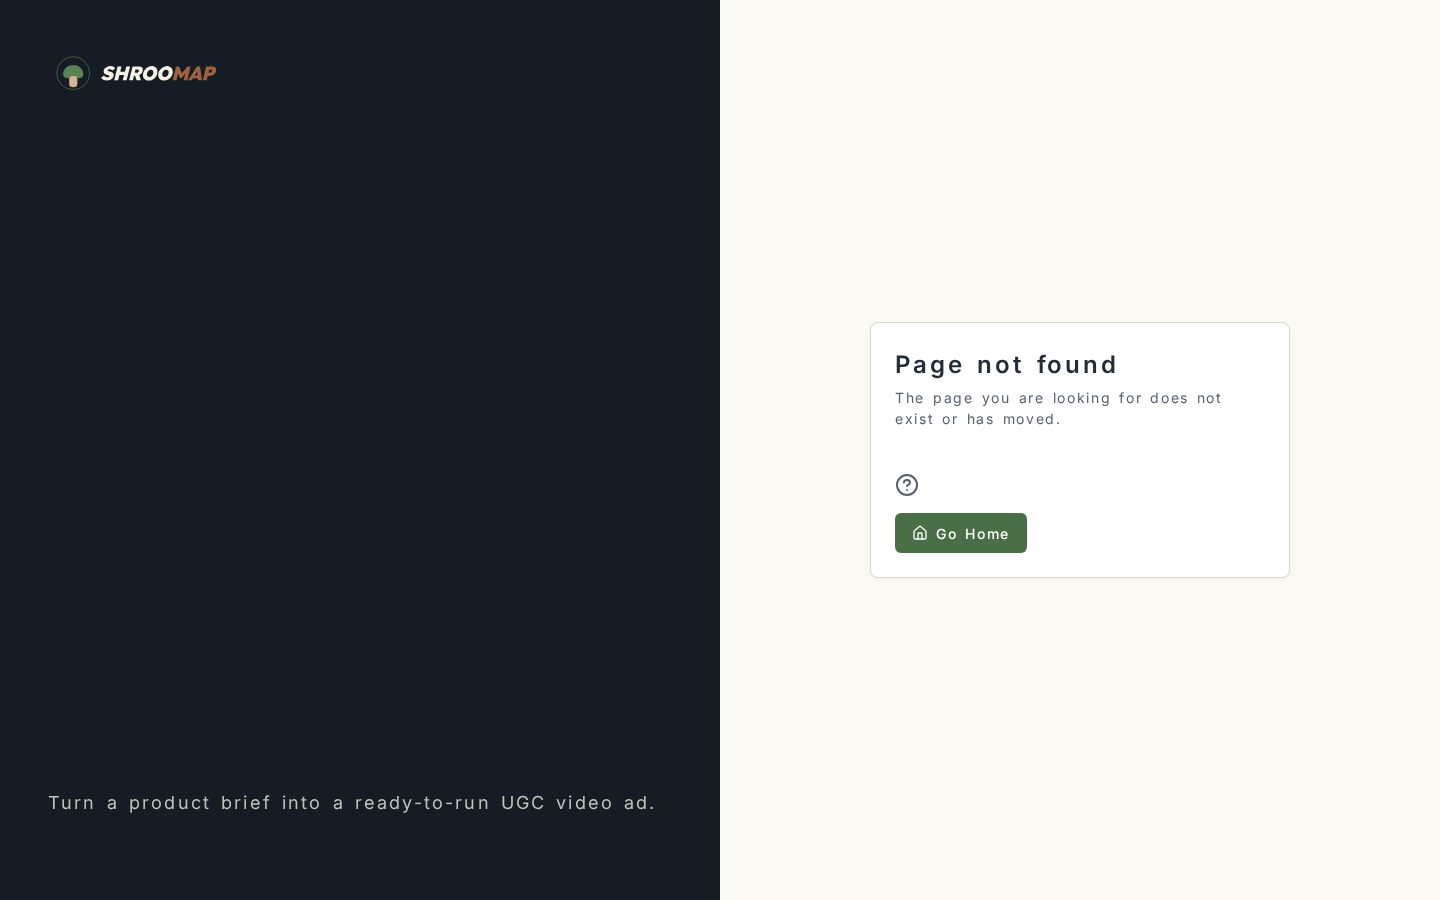 SHROOMAP
Turn a product brief into a ready-to-run UGC video ad.
Page not found
The page you are looking for does not
exist or has moved.
Go Home